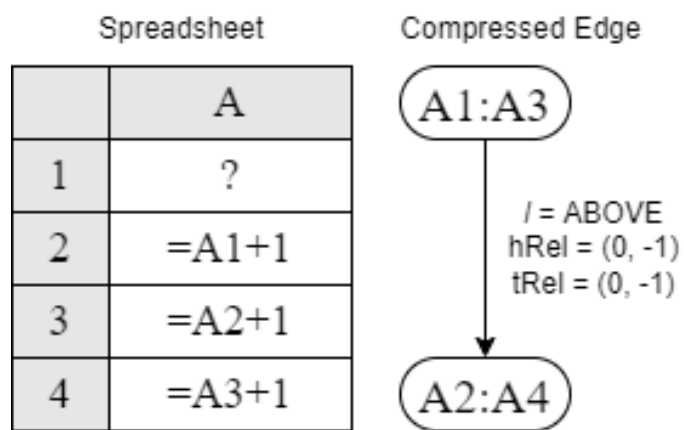 Spreadsheet
Compressed Edge
A
1 ?
2 =A1+1
3 =A2+1
4 =A3+1
A1:A3
l = ABOVE
hRel = (0, -1)
tRel = (0, -1)
A2:A4